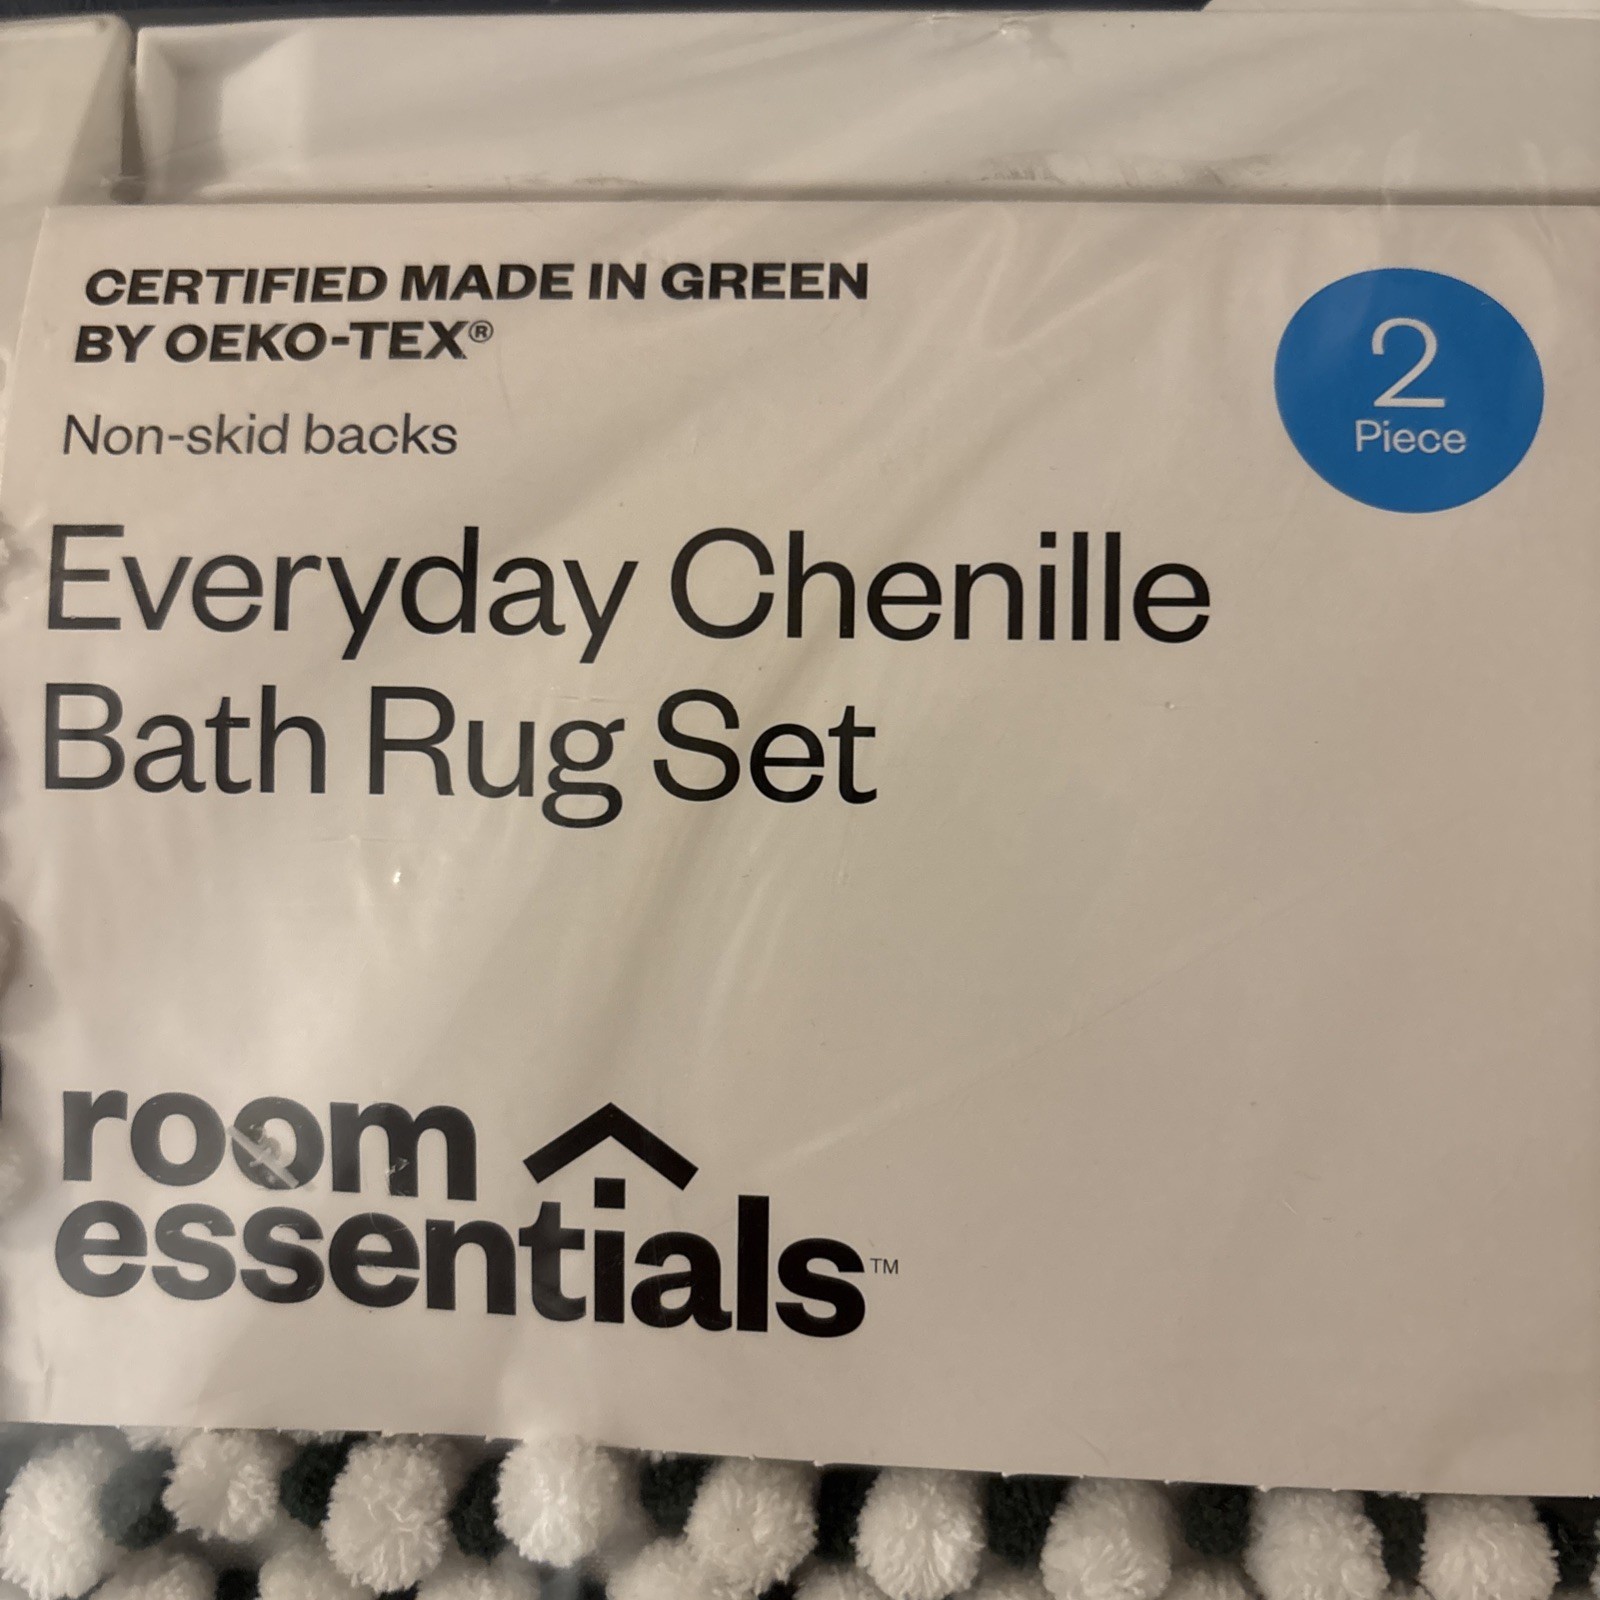 CERTIFIED MADE IN GREEN
BY OEKO-TEX®
Non-skid backs
2
Piece
Everyday Chenille
Bath Rug Set
room
essentials™